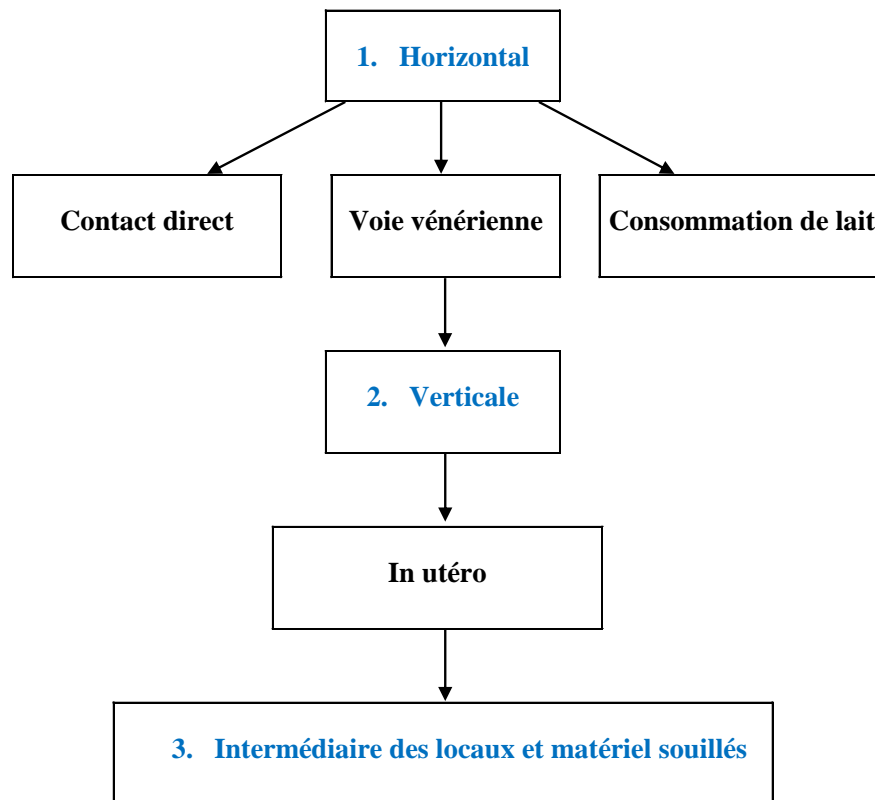 1. Horizontal
Contact direct
Voie vénérienne
Consommation de lait
2. Verticale
In utéro
3. Intermédiaire des locaux et matériel souillés